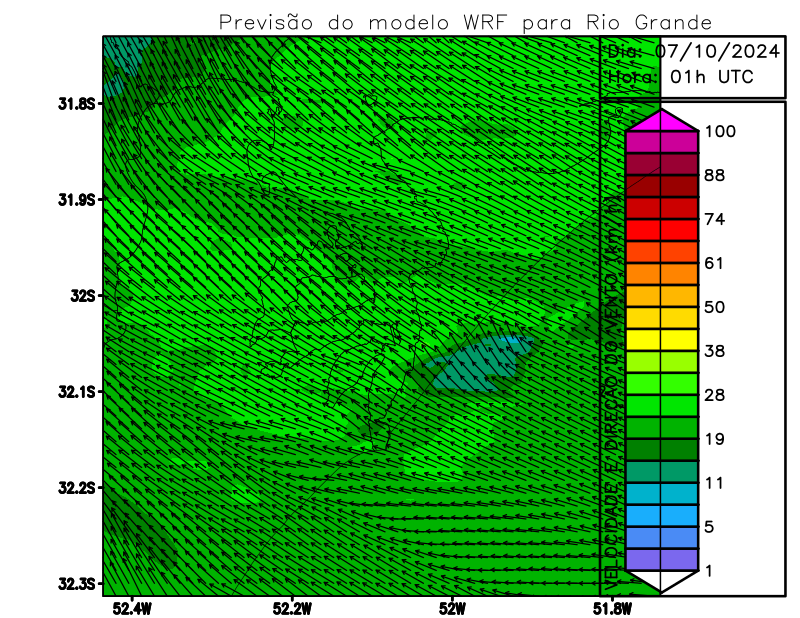 Previsão do modelo WRF para Rio Grande
Dia: 07/10/2024
Hora: 01h UTC
31.8S
31.9S
32S
32.1S
32.2S
32.3S
52.4W
52.2W
52W
51.8W
VELOCIDADE E DIREÇÃO DO VENTO (km/h)
100
88
74
61
50
38
28
19
11
5
1